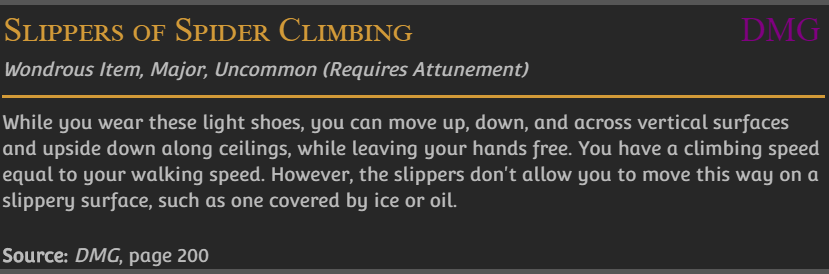 Slippers of Spider Climbing DMG
Wondrous Item, Major, Uncommon (Requires Attunement)
While you wear these light shoes, you can move up, down, and across vertical surfaces
and upside down along ceilings, while leaving your hands free. You have a climbing speed
equal to your walking speed. However, the slippers don't allow you to move this way on a
slippery surface, such as one covered by ice or oil.
Source: DMG, page 200